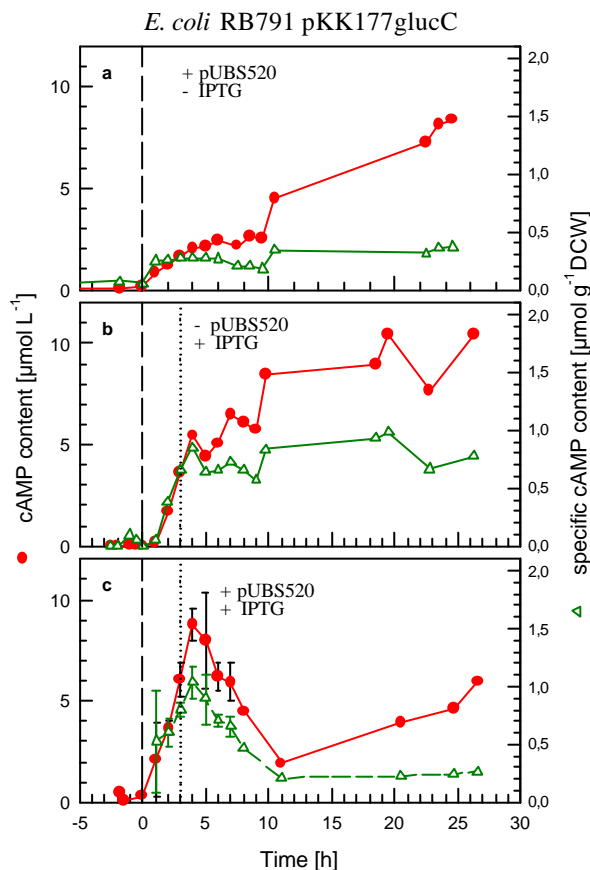 E. coli RB791 pKK177glucC
a
+ pUBS520
- IPTG
10
5
0
2,0
1,5
1,0
0,5
0,0
b
- pUBS520
+ IPTG
10
5
0
2,0
1,5
1,0
0,5
0,0
c
+ pUBS520
+ IPTG
10
5
0
2,0
1,5
1,0
0,5
0,0
-5 0 5 10 15 20 25 30
Time [h]
cAMP content [µmol L⁻¹]
specific cAMP content [µmol g⁻¹ DCW]